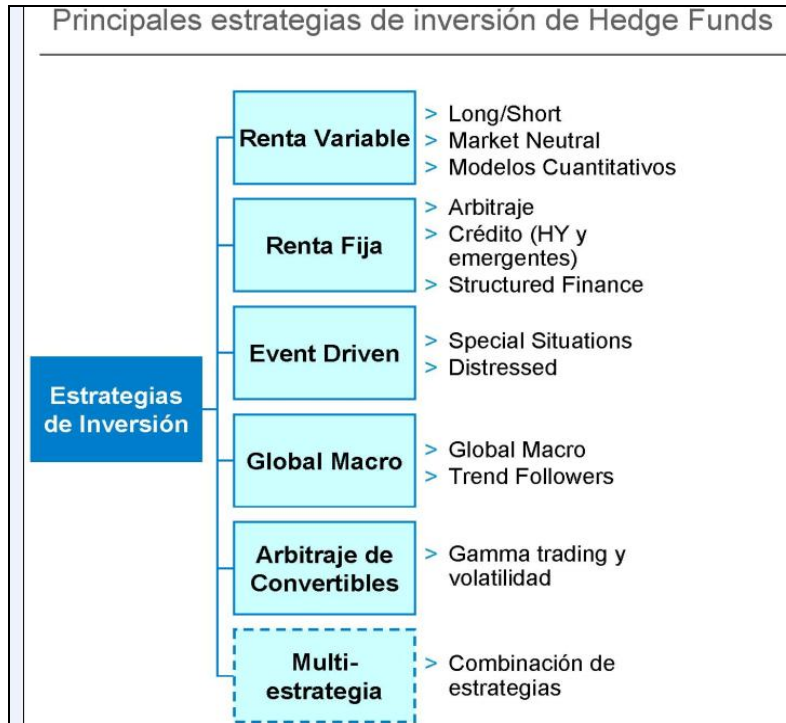 Principales estrategias de inversión de Hedge Funds
Estrategias
de Inversión
Renta Variable
> Long/Short
> Market Neutral
> Modelos Cuantitativos
Renta Fija
> Arbitraje
> Crédito (HY y
emergentes)
> Structured Finance
Event Driven
> Special Situations
> Distressed
Global Macro
> Global Macro
> Trend Followers
Arbitraje de
Convertibles
> Gamma trading y
volatilidad
Multi-
estrategia
> Combinación de
estrategias